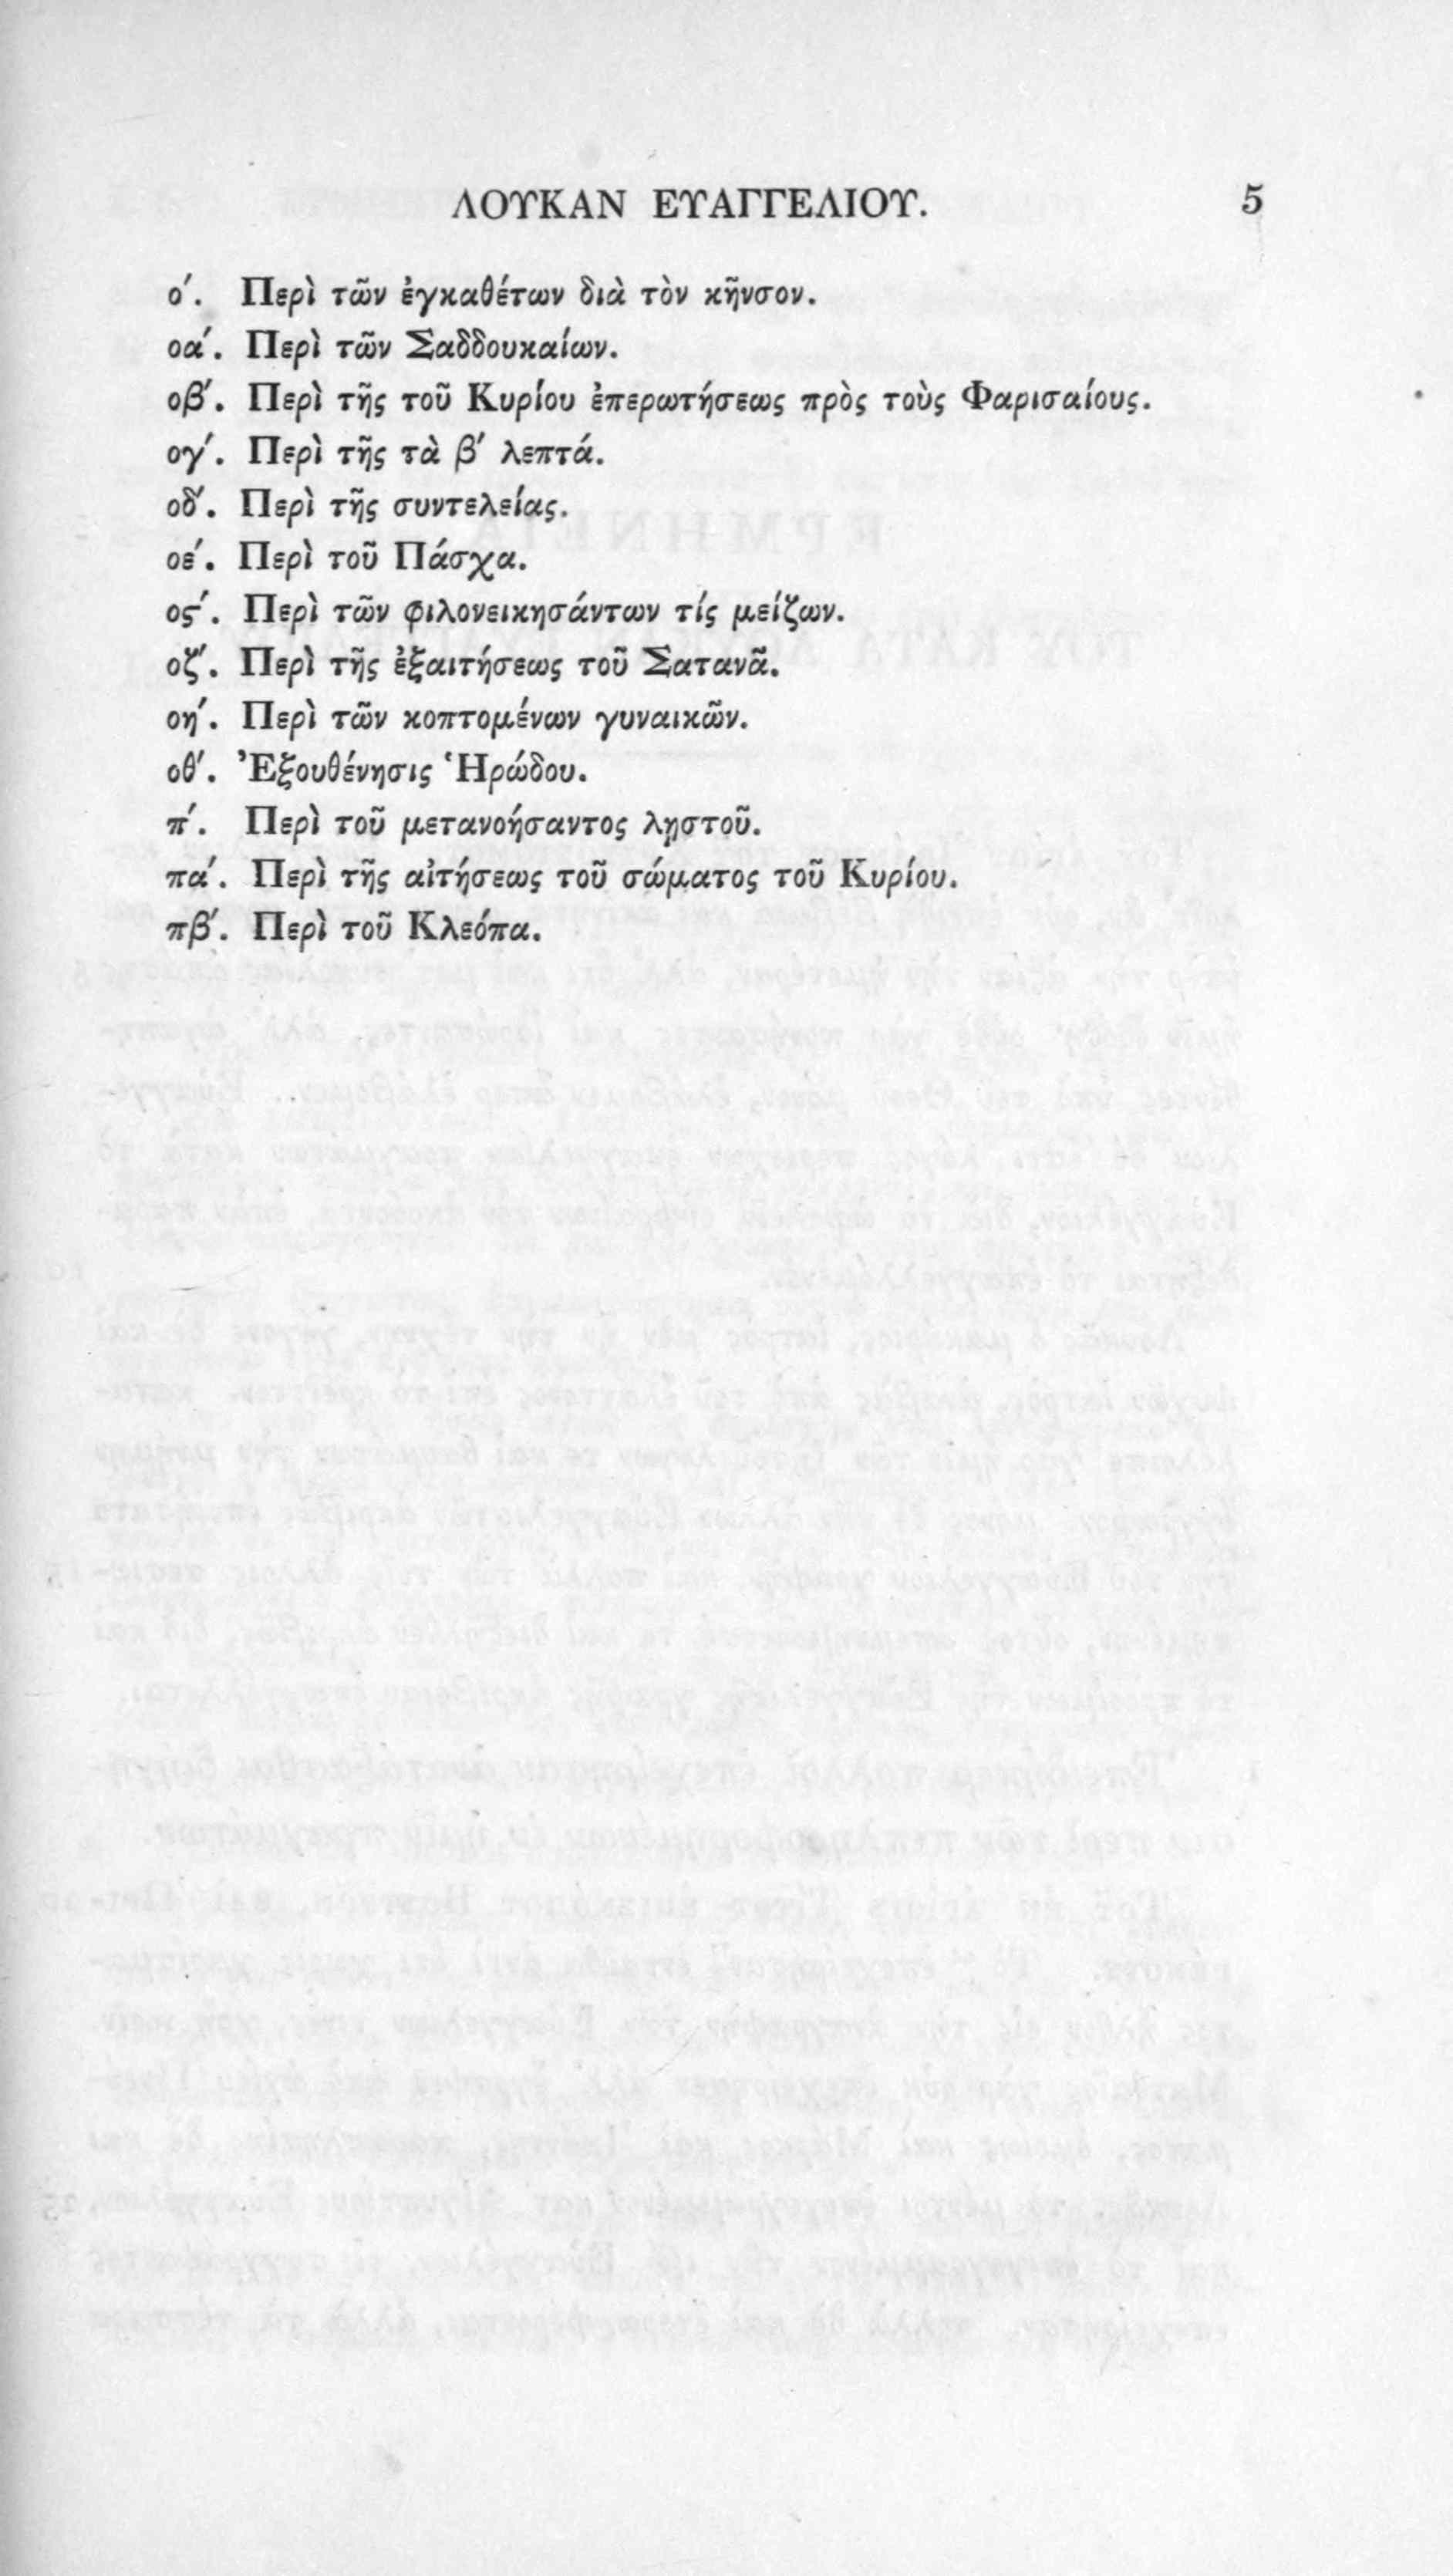 ΛΟΥΚΑΝ ΕΥΑΓΓΕΛΙΟΥ. 5
ο΄. Περὶ τῶν ἐγκαθέτων διὰ τὸν κῆνσον.
οα΄. Περὶ τῶν Σαδδουκαίων.
οβ΄. Περὶ τῆς τοῦ Κυρίου ἐπερωτήσεως πρὸς τοὺς Φαρισαίους.
ογ΄. Περὶ τῆς τὰ β΄ λεπτά.
οδ΄. Περὶ τῆς συντελείας.
οε΄. Περὶ τοῦ Πάσχα.
οϛ΄. Περὶ τῶν φιλονεικησάντων τίς μείζων.
οζ΄. Περὶ τῆς ἐξαιτήσεως τοῦ Σατανᾶ.
οη΄. Περὶ τῶν κοπτομένων γυναικῶν.
οθ΄. Ἐξουθένησις Ἡρώδου.
π΄. Περὶ τοῦ μετανοήσαντος λῃστοῦ.
πα΄. Περὶ τῆς αἰτήσεως τοῦ σώματος τοῦ Κυρίου.
πβ΄. Περὶ τοῦ Κλεόπα.